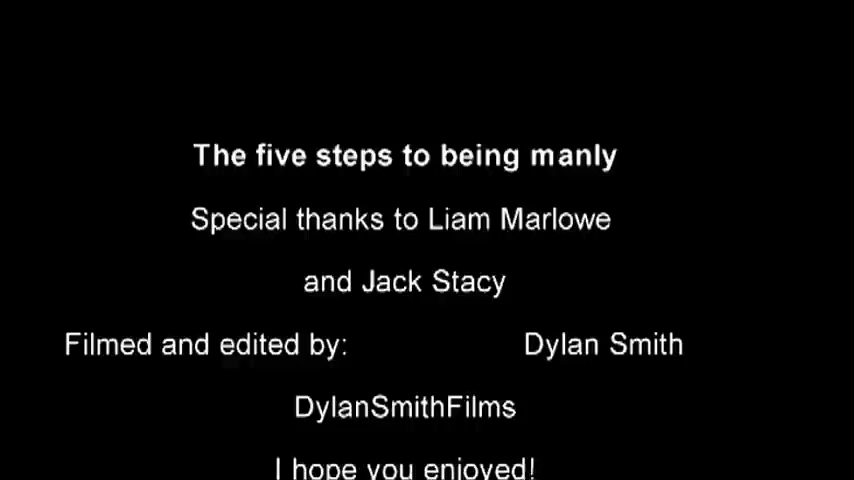 The five steps to being manly
Special thanks to Liam Marlowe
and Jack Stacy
Filmed and edited by: Dylan Smith
DylanSmithFilms
I hope you enjoyed!